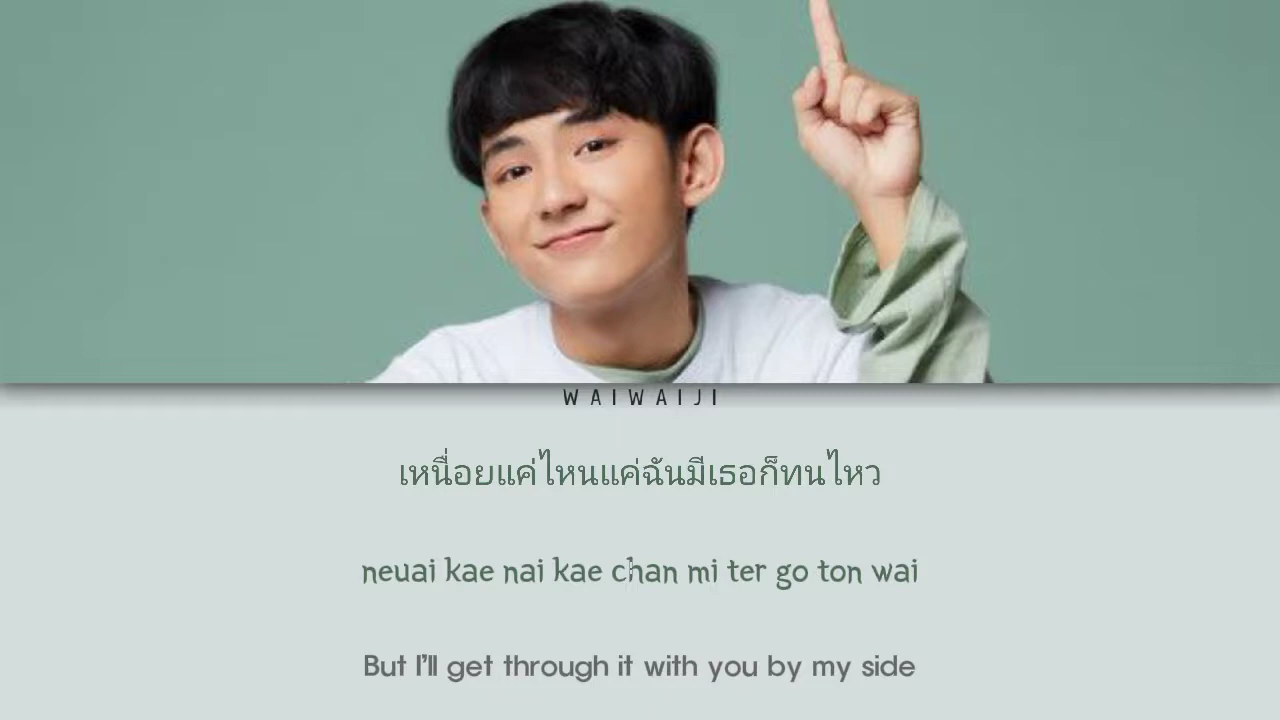 WAIWAIJI
เหนื่อยแค่ไหนแค่ฉันมีเธอก็ทนไหว
neuai kae nai kae chan mi ter go ton wai
But I'll get through it with you by my side